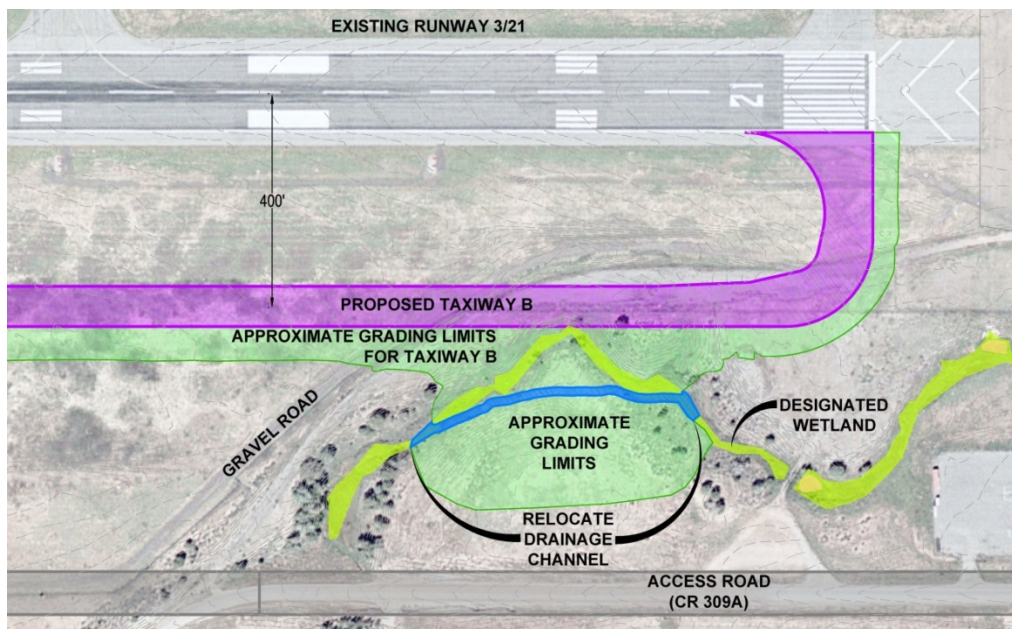 EXISTING RUNWAY 3/21
21
400'
PROPOSED TAXIWAY B
APPROXIMATE GRADING LIMITS
FOR TAXIWAY B
GRAVEL ROAD
APPROXIMATE
GRADING
LIMITS
DESIGNATED
WETLAND
RELOCATE
DRAINAGE
CHANNEL
ACCESS ROAD
(CR 309A)